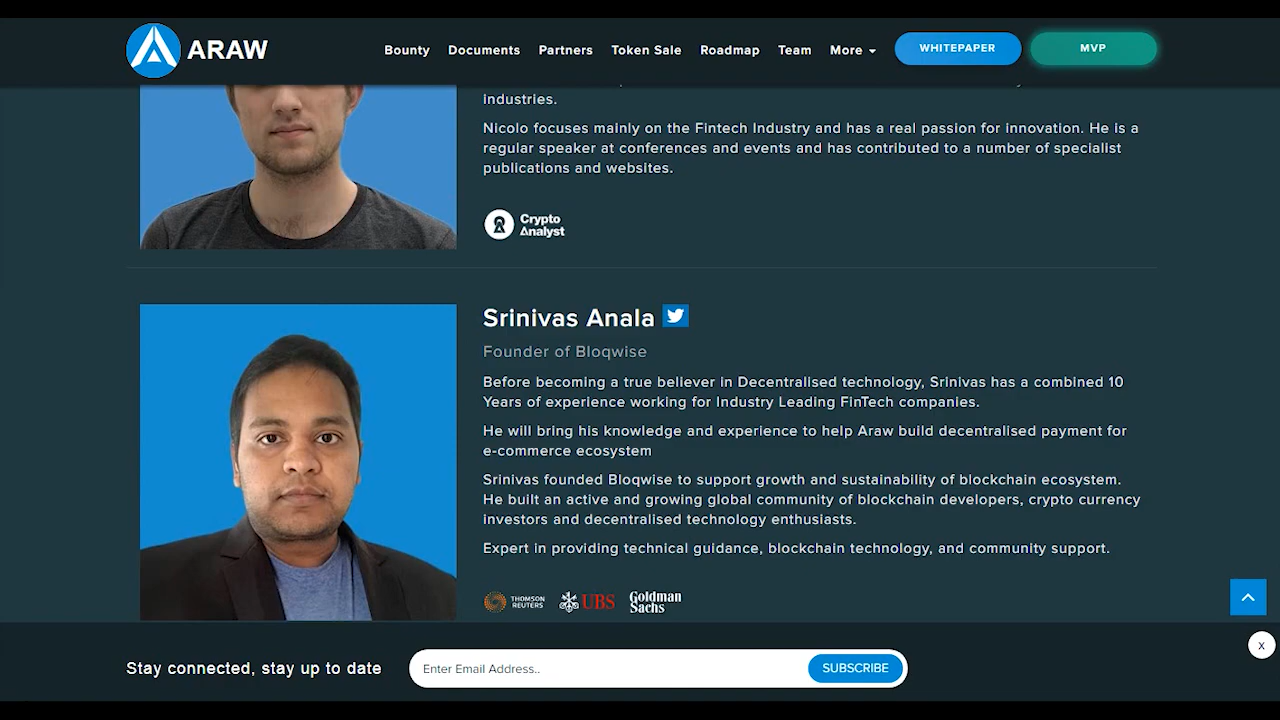 ARAW
Bounty Documents Partners Token Sale Roadmap Team More WHITEPAPER MVP
industries.
Nicolo focuses mainly on the Fintech Industry and has a real passion for innovation. He is a
regular speaker at conferences and events and has contributed to a number of specialist
publications and websites.
Crypto
Analyst
Srinivas Anala
Founder of Bloqwise
Before becoming a true believer in Decentralised technology, Srinivas has a combined 10
Years of experience working for Industry Leading FinTech companies.
He will bring his knowledge and experience to help Araw build decentralised payment for
e-commerce ecosystem
Srinivas founded Bloqwise to support growth and sustainability of blockchain ecosystem.
He built an active and growing global community of blockchain developers, crypto currency
investors and decentralised technology enthusiasts.
Expert in providing technical guidance, blockchain technology, and community support.
THOMSON
REUTERS
UBS
Goldman
Sachs
Stay connected, stay up to date
Enter Email Address..
SUBSCRIBE
x